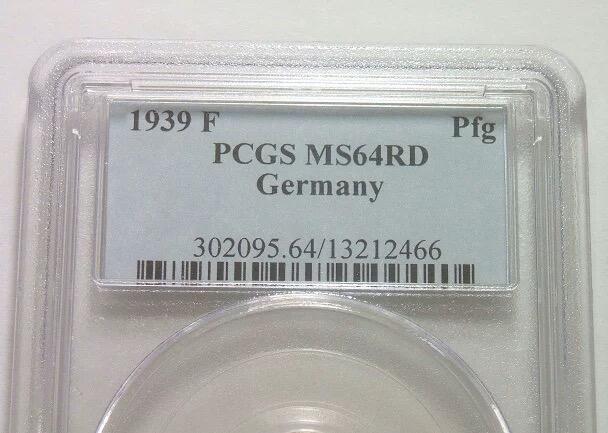 1939 F Pfg
PCGS MS64RD
Germany
302095.64/13212466